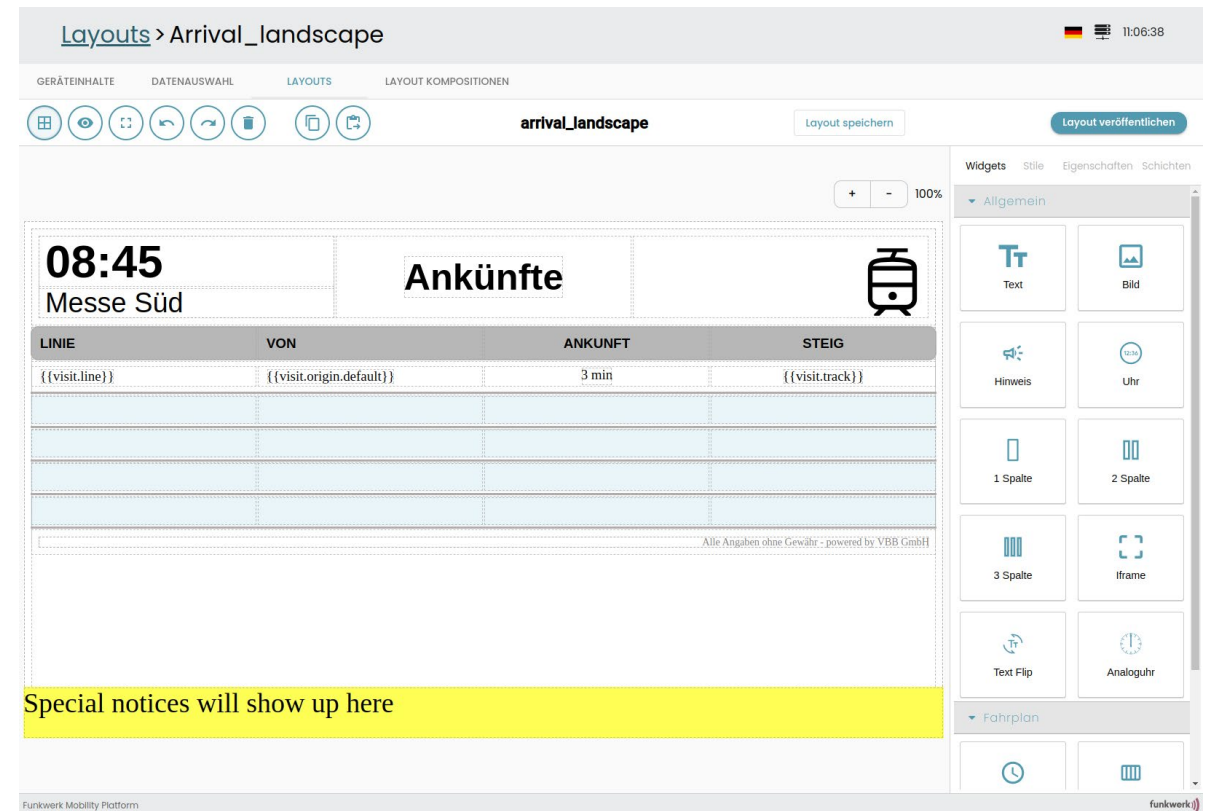 Layouts > Arrival_landscape
11:06:38
GERÄTEINHALTE DATENAUSWAHL LAYOUTS LAYOUT KOMPOSITIONEN
arrival_landscape Layout speichern Layout veröffentlichen
Widgets Stile Eigenschaften Schichten
+ - 100%
Allgemein
08:45
Messe Süd
Ankünfte
LINIE VON ANKUNFT STEIG
{{visit.line}} {{visit.origin.default}} 3 min {{visit.track}}
Alle Angaben ohne Gewähr - powered by VBB GmbH
Special notices will show up here
Text Bild
Hinweis Uhr
12:36
1 Spalte 2 Spalte
3 Spalte Iframe
Text Flip Analoguhr
Fahrplan
Funkwerk Mobility Platform
funkwerk